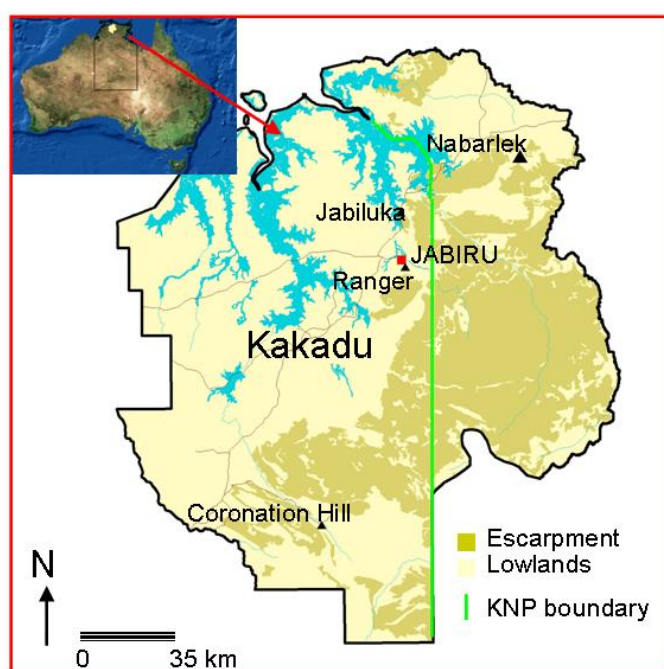 Nabarlek
Jabiluka
JABIRU
Ranger
Kakadu
Coronation Hill
Escarpment
Lowlands
KNP boundary
N
0 35 km